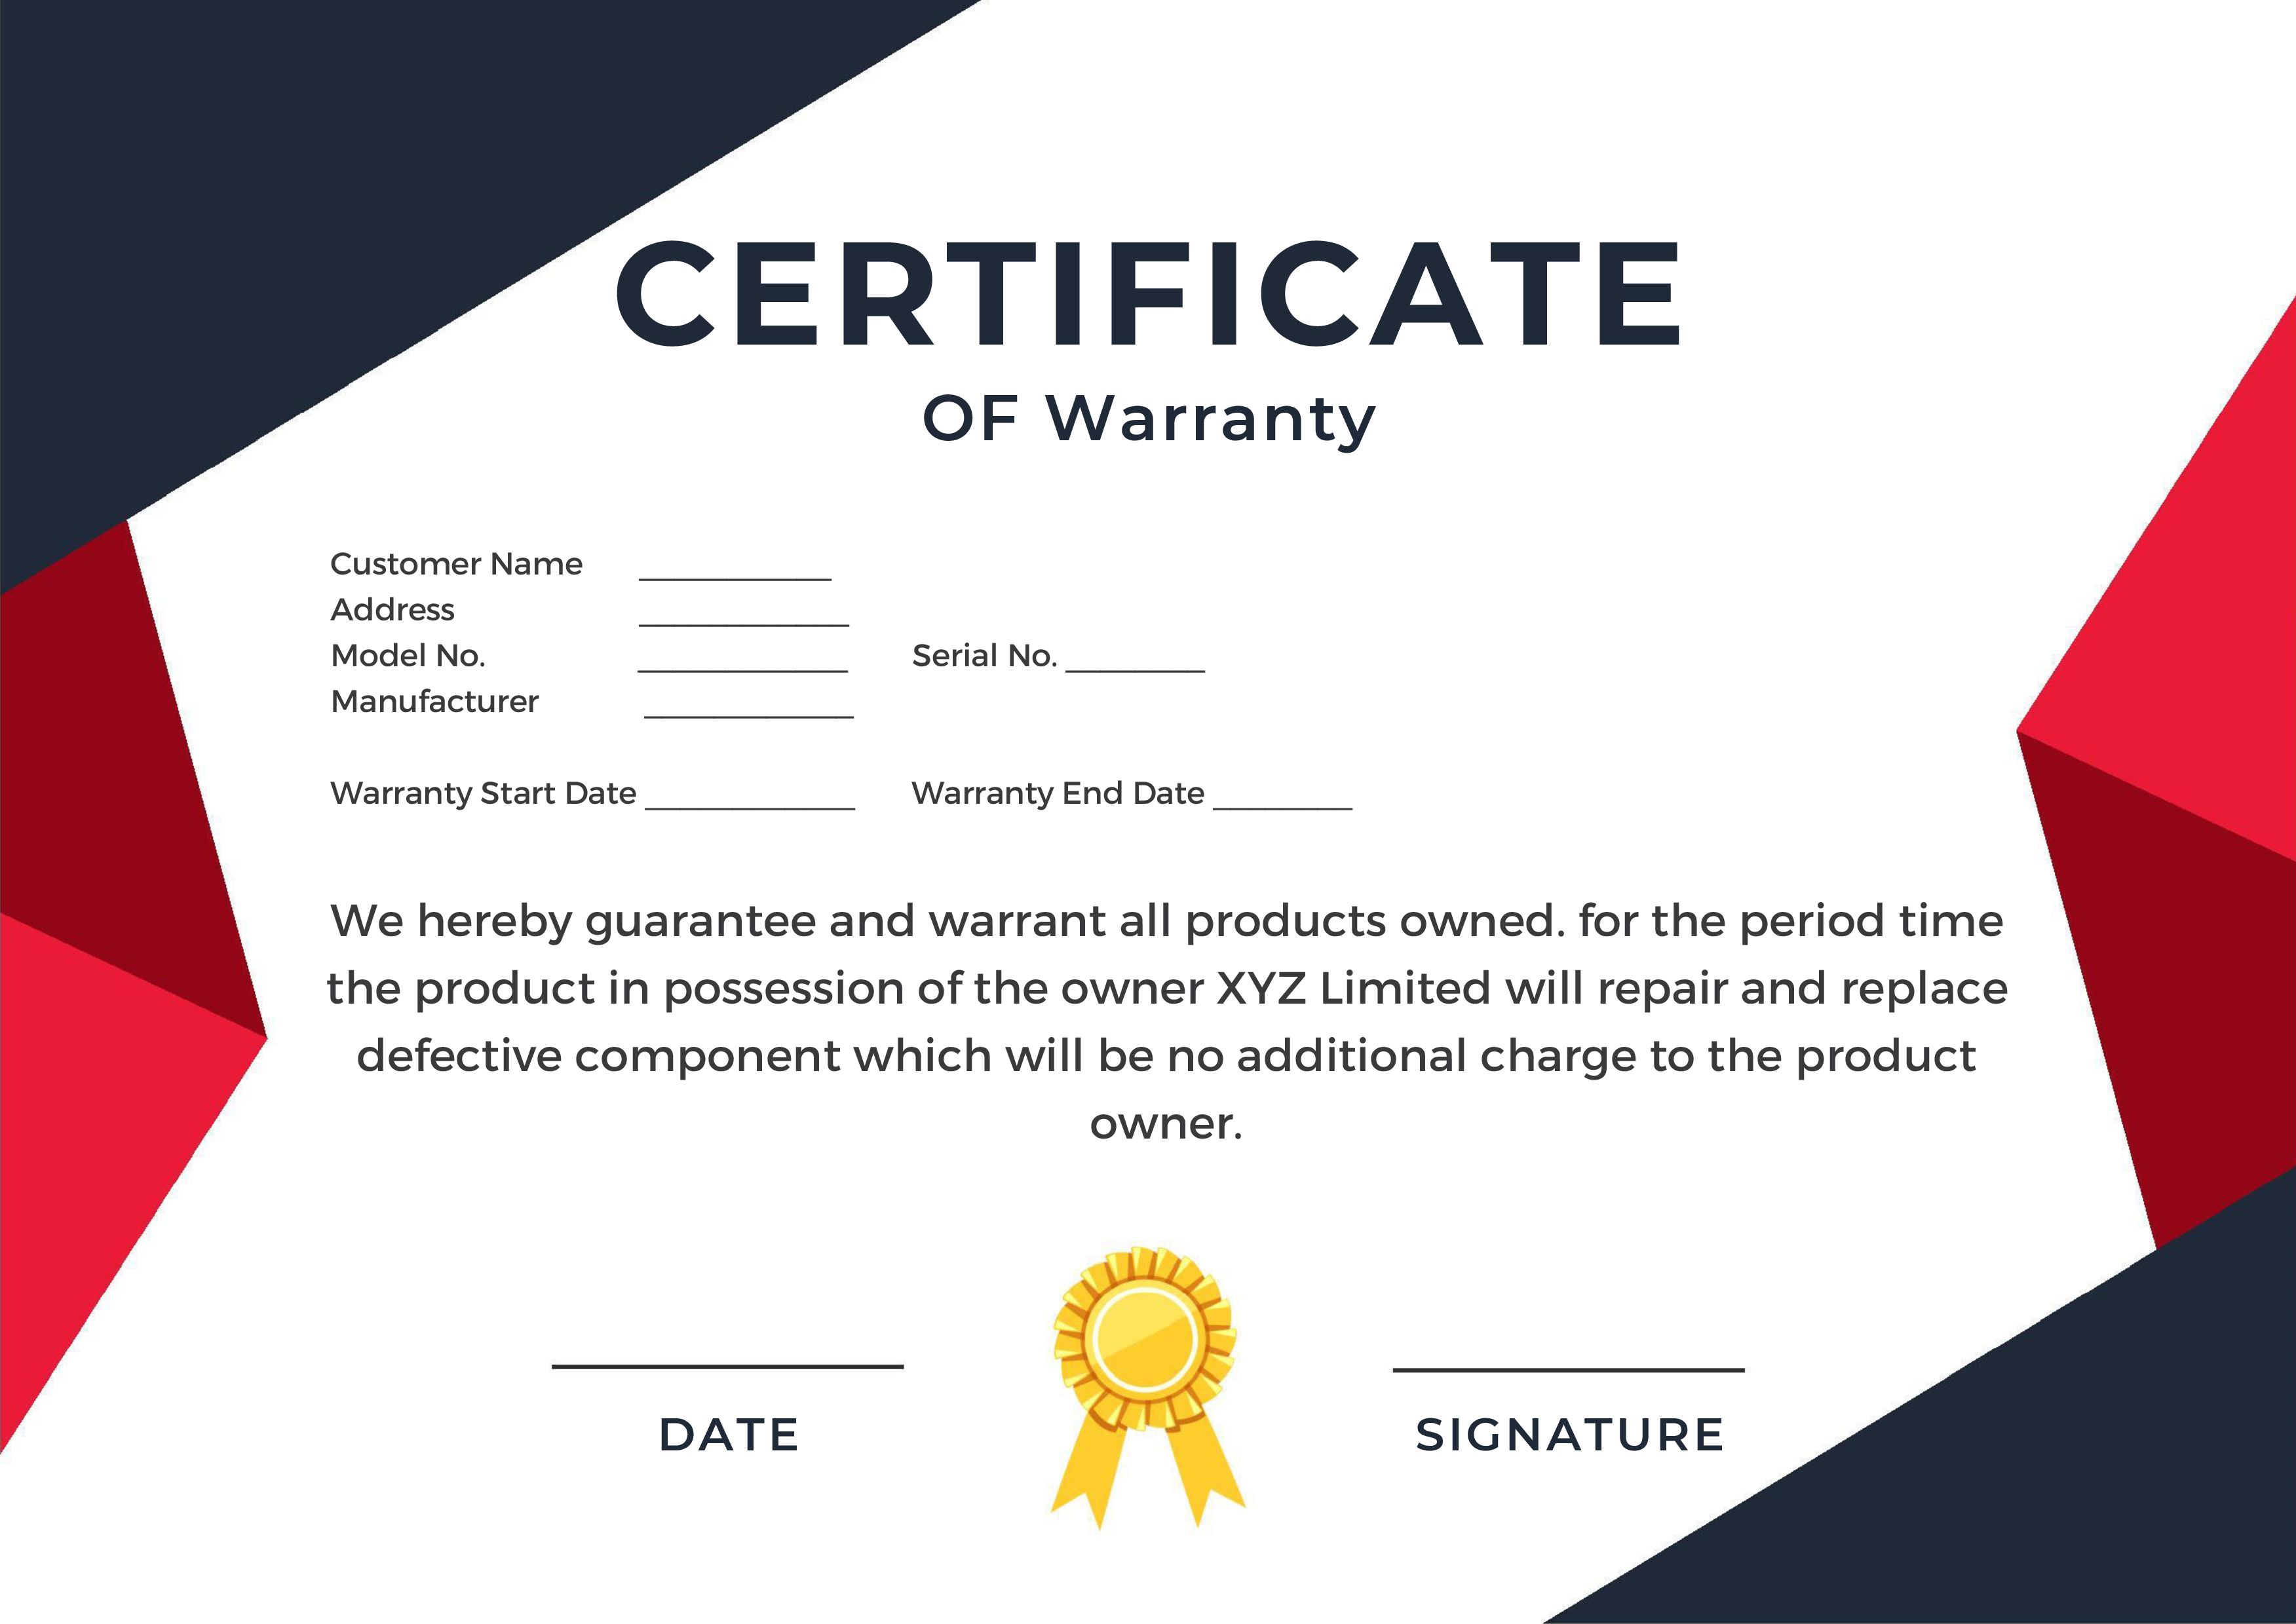 CERTIFICATE
OF Warranty
Customer Name ___________
Address ____________
Model No. ____________ Serial No. ________
Manufacturer ____________
Warranty Start Date ____________ Warranty End Date ________
We hereby guarantee and warrant all products owned. for the period time
the product in possession of the owner XYZ Limited will repair and replace
defective component which will be no additional charge to the product
owner.
DATE SIGNATURE